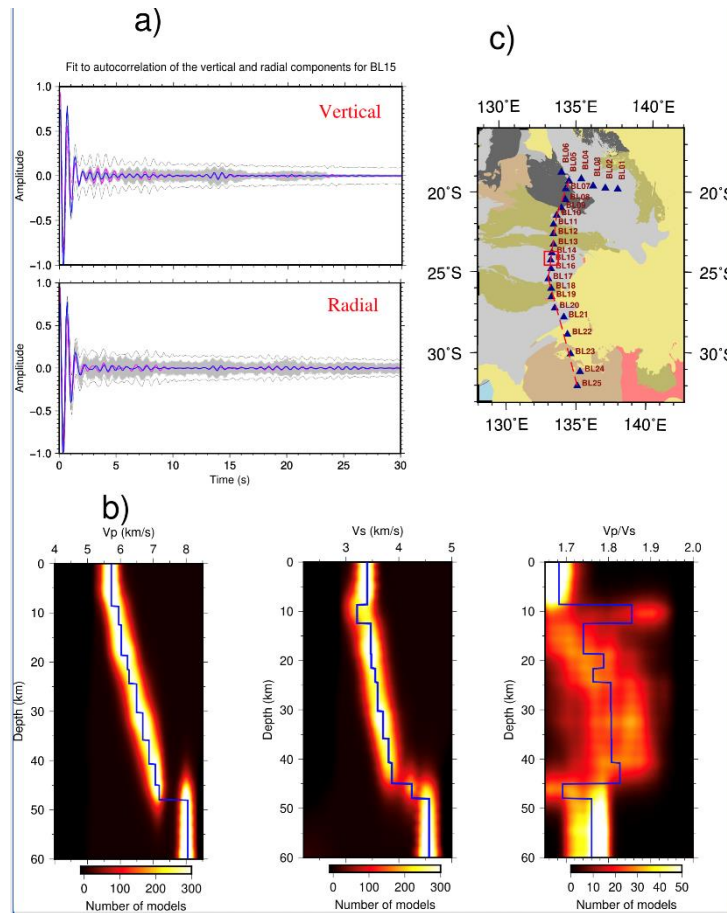 a)
Fit to autocorrelation of the vertical and radial components for BL15
1.0
0.5
0.0
−0.5
−1.0
Amplitude
Vertical
1.0
0.5
0.0
−0.5
−1.0
Amplitude
Radial
0 5 10 15 20 25 30
Time (s)
c)
130˚E 135˚E 140˚E
BL06
BL05
BL04
BL03
BL02
BL01
BL07
BL08
BL09
BL10
BL11
BL12
BL13
BL14
BL15
BL16
BL17
BL18
BL19
BL20
BL21
BL22
BL23
BL24
BL25
20˚S
25˚S
30˚S
20˚S
25˚S
30˚S
130˚E 135˚E 140˚E
b)
Vp (km/s)
4 5 6 7 8
0
10
20
30
40
50
60
Depth (km)
0 100 200 300
Number of models
Vs (km/s)
3 4 5
0
10
20
30
40
50
60
Depth (km)
0 100 200 300
Number of models
Vp/Vs
1.7 1.8 1.9 2.0
0
10
20
30
40
50
60
Depth (km)
0 10 20 30 40 50
Number of models